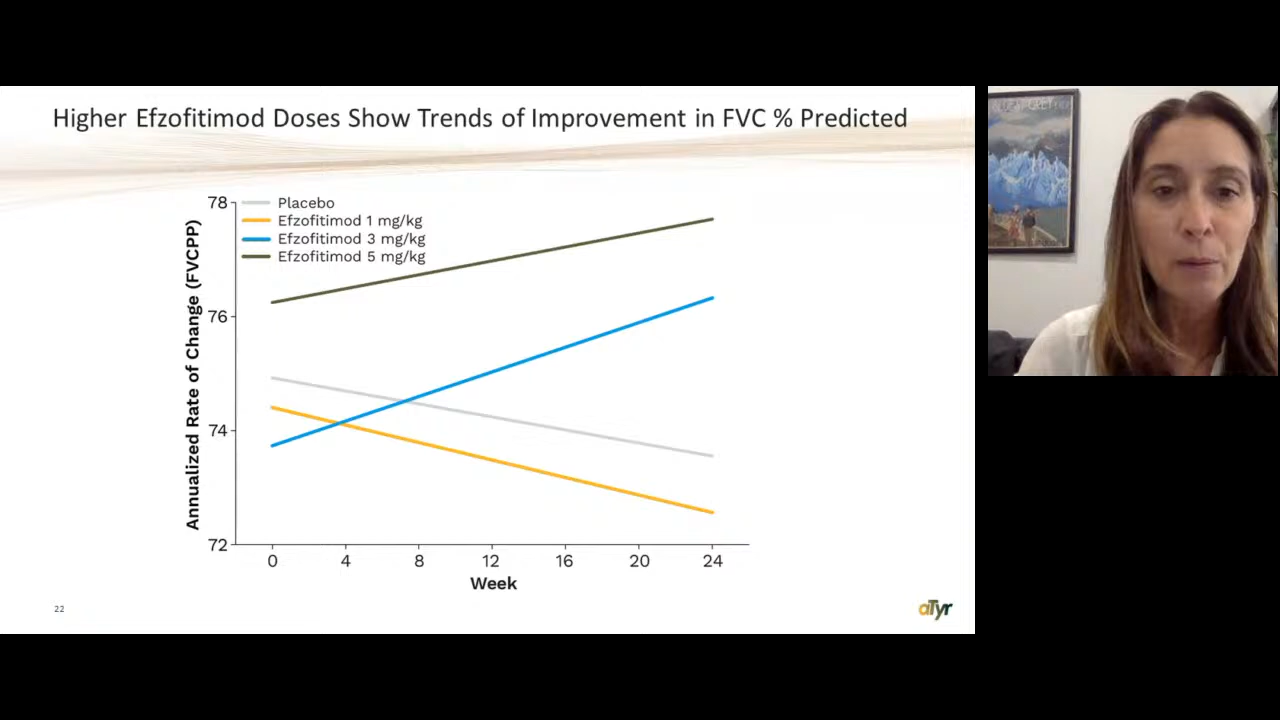 Higher Efzofitimod Doses Show Trends of Improvement in FVC % Predicted
78
76
74
72
Annualized Rate of Change (FVCPP)
Placebo
Efzofitimod 1 mg/kg
Efzofitimod 3 mg/kg
Efzofitimod 5 mg/kg
0 4 8 12 16 20 24
Week
22
aTyr